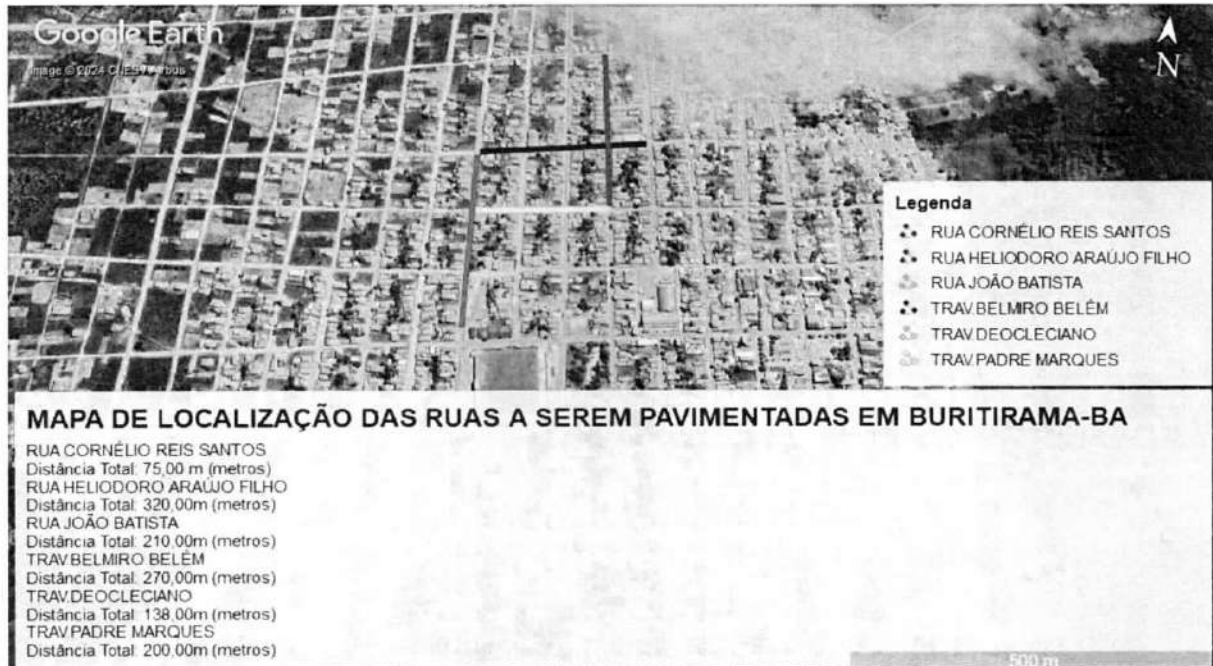 Google Earth
Image © 2024 CNES / Airbus
N
Legenda
RUA CORNÉLIO REIS SANTOS
RUA HELIODORO ARAÚJO FILHO
RUA JOÃO BATISTA
TRAV.BELMIRO BELÉM
TRAV.DEOCLECIANO
TRAV.PADRE MARQUES
MAPA DE LOCALIZAÇÃO DAS RUAS A SEREM PAVIMENTADAS EM BURITIRAMA-BA
RUA CORNÉLIO REIS SANTOS
Distância Total: 75,00 m (metros)
RUA HELIODORO ARAÚJO FILHO
Distância Total: 320,00m (metros)
RUA JOÃO BATISTA
Distância Total: 210,00m (metros)
TRAV.BELMIRO BELÉM
Distância Total: 270,00m (metros)
TRAV.DEOCLECIANO
Distância Total: 138,00m (metros)
TRAV.PADRE MARQUES
Distância Total: 200,00m (metros)
500 m